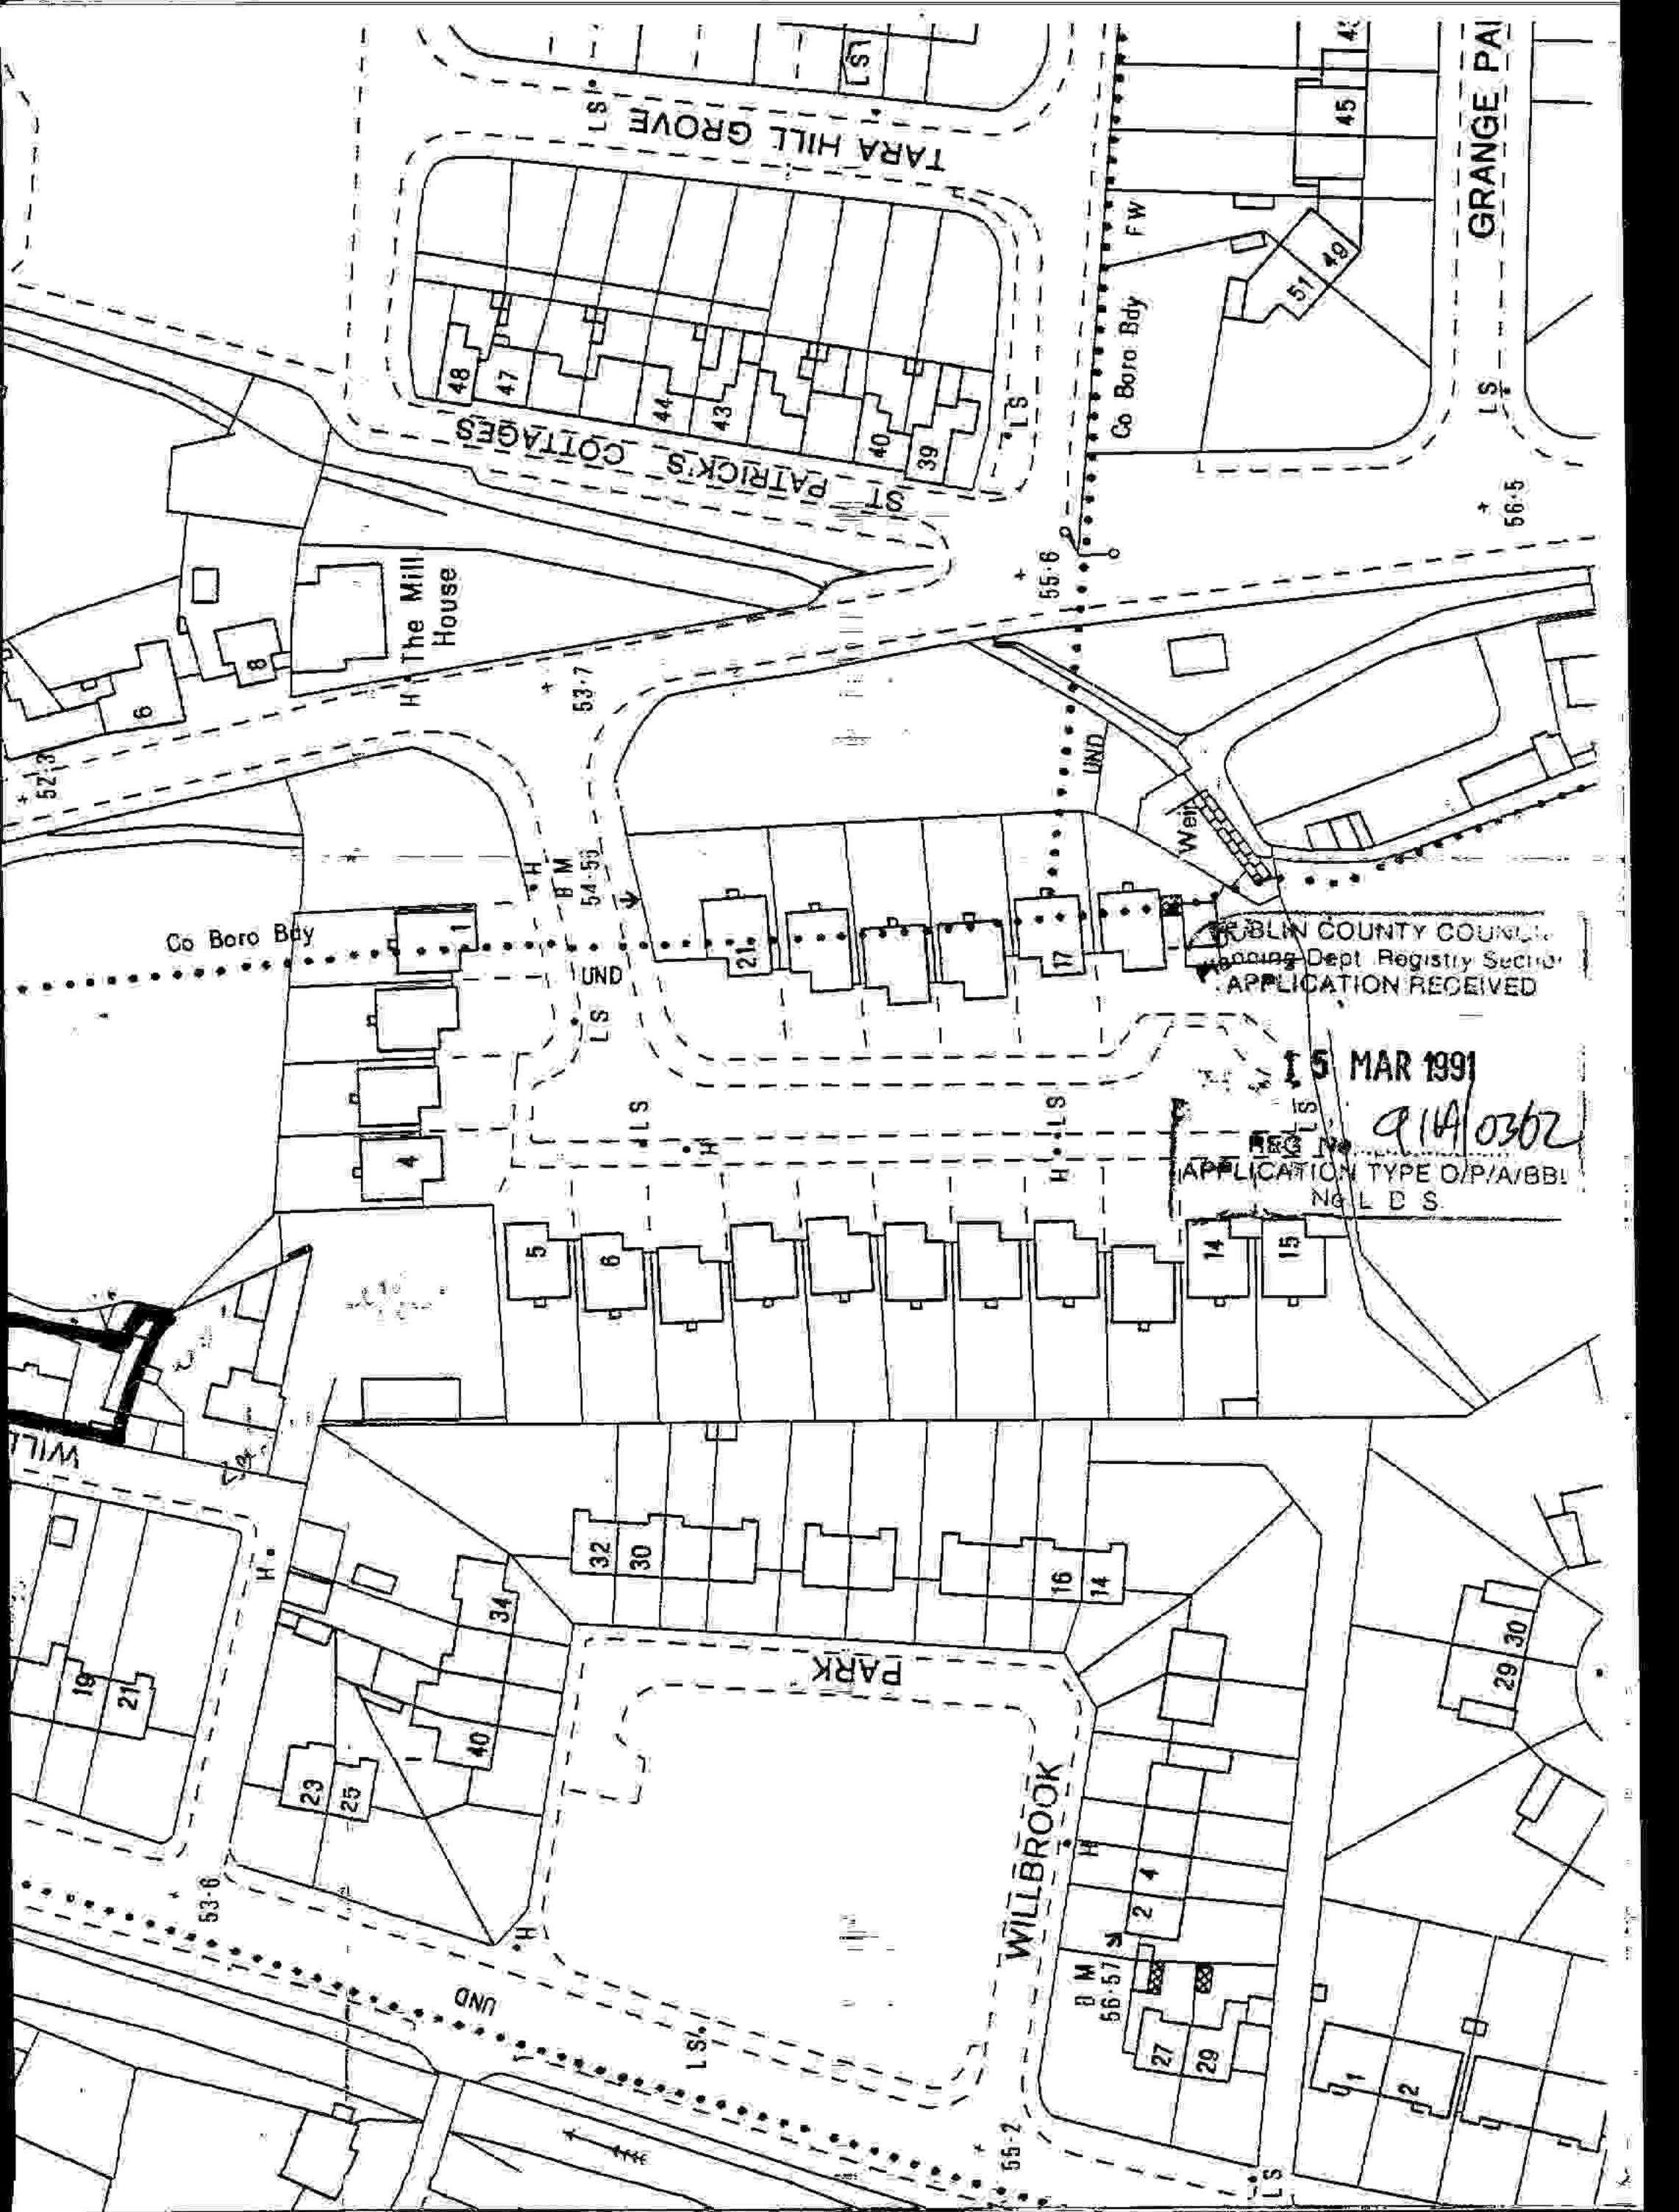 LS
LS
TARA HILL GROVE
45
GRANGE PA
FW
49
51
48
47
44
43
40
39
ST PATRICK'S COTTAGES
LS
Co Boro Bdy
LS
56·5
55·6
The Mill
House
H
8
6
53·7
52·3
UND
Weir
H
B M
54·55
Co Boro Bdy
1
UND
21
17
LS
DUBLIN COUNTY COUNCIL
Planning Dept Registry Section
APPLICATION RECEIVED
15 MAR 1991
REG No 91A/0362
APPLICATION TYPE O/P/A/BBL
No L D S
4
LS
H
LS
H
LS
5
6
14
15
WILL
H
32
30
16
14
34
40
19
21
23
25
PARK
29 30
WILLBROOK
H
2 4
53·6
H
UND
LS
B M
56·57
27
29
1
2
55·2
LS